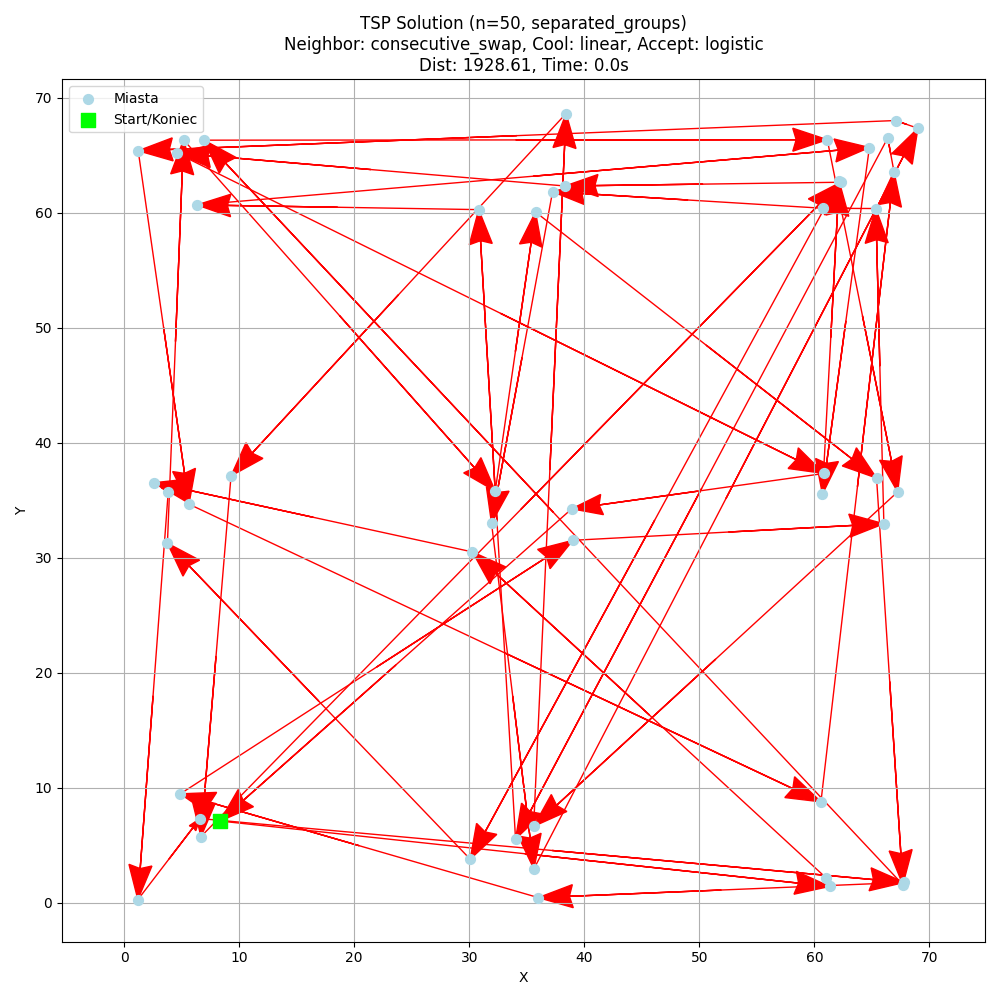 TSP Solution (n=50, separated_groups)
Neighbor: consecutive_swap, Cool: linear, Accept: logistic
Dist: 1928.61, Time: 0.0s
Miasta
Start/Koniec
70
60
50
40
30
20
10
0
Y
0 10 20 30 40 50 60 70
X